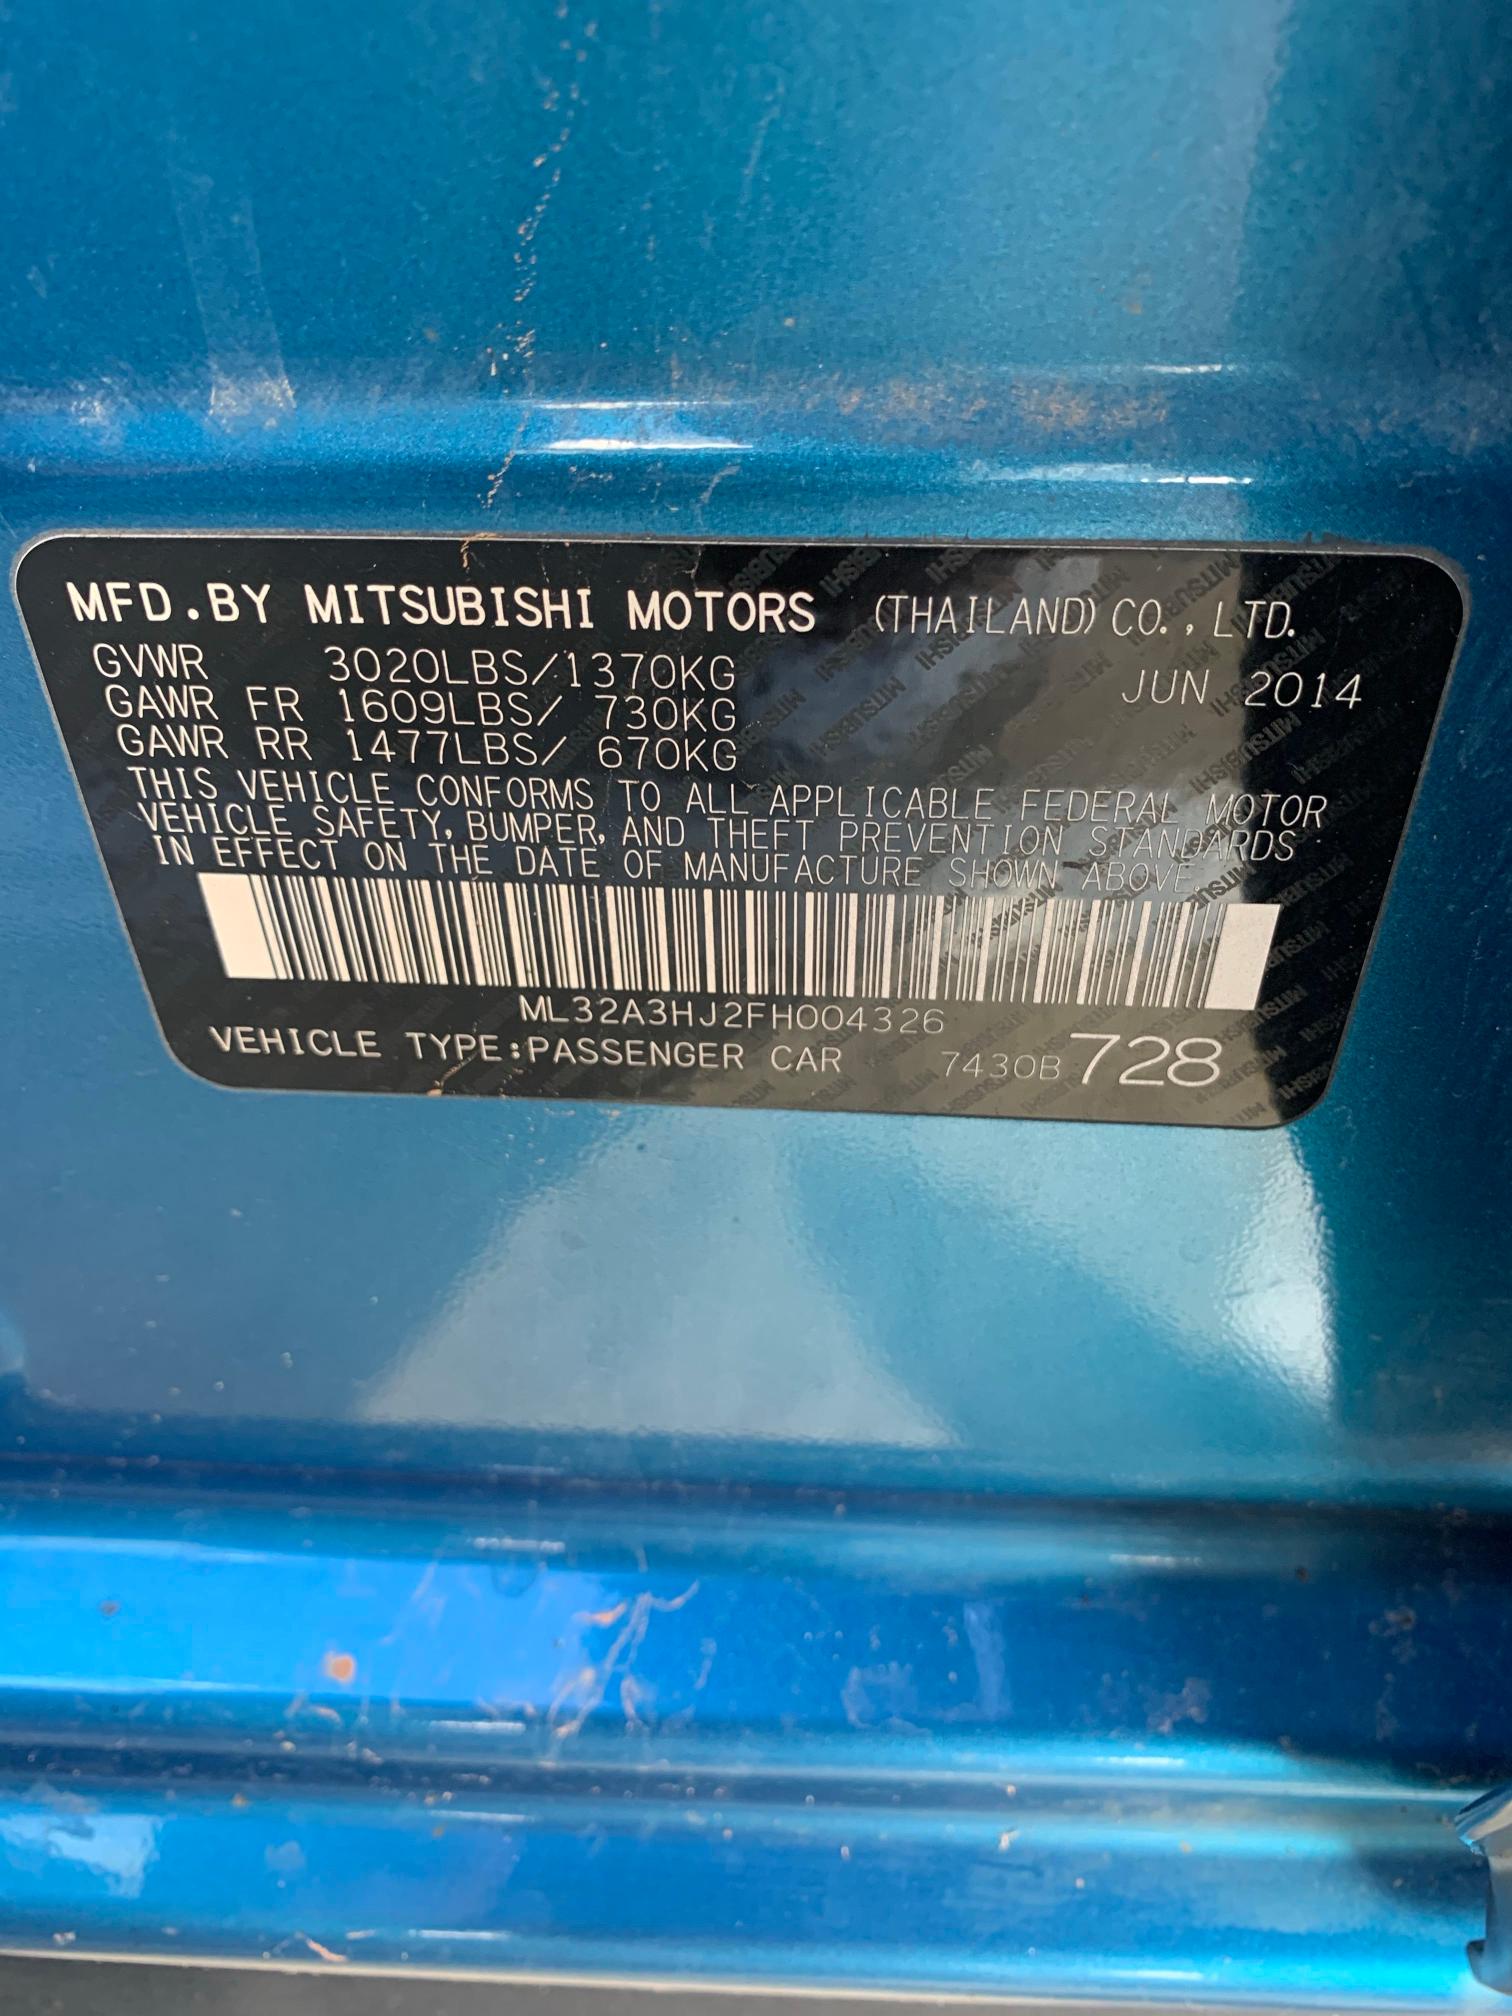 MFD.BY MITSUBISHI MOTORS (THAILAND) CO., LTD.
GVWR 3020LBS/1370KG JUN 2014
GAWR FR 1609LBS/ 730KG
GAWR RR 1477LBS/ 670KG
THIS VEHICLE CONFORMS TO ALL APPLICABLE FEDERAL MOTOR
VEHICLE SAFETY, BUMPER, AND THEFT PREVENTION STANDARDS
IN EFFECT ON THE DATE OF MANUFACTURE SHOWN ABOVE.
ML32A3HJ2FH004326
VEHICLE TYPE:PASSENGER CAR 7430B 728